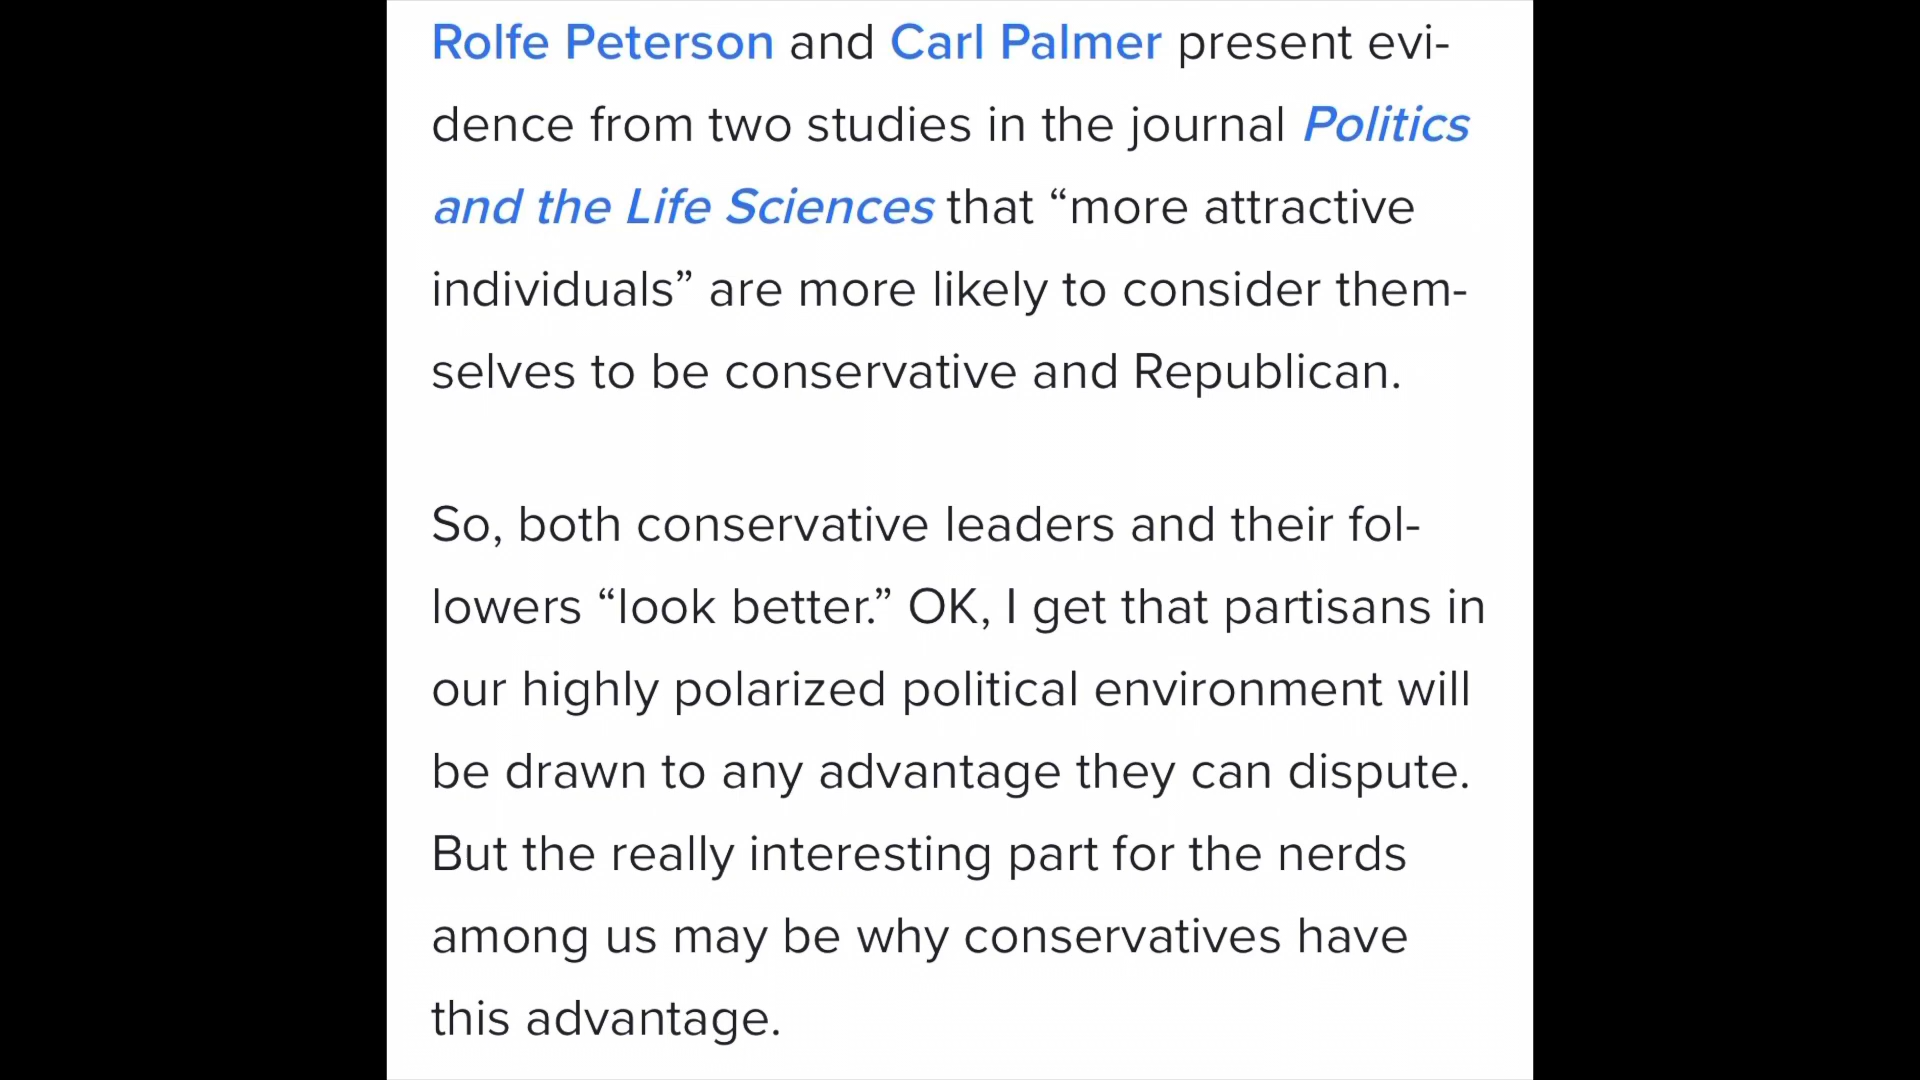 Rolfe Peterson and Carl Palmer present evi-
dence from two studies in the journal Politics
and the Life Sciences that “more attractive
individuals” are more likely to consider them-
selves to be conservative and Republican.
So, both conservative leaders and their fol-
lowers “look better.” OK, I get that partisans in
our highly polarized political environment will
be drawn to any advantage they can dispute.
But the really interesting part for the nerds
among us may be why conservatives have
this advantage.